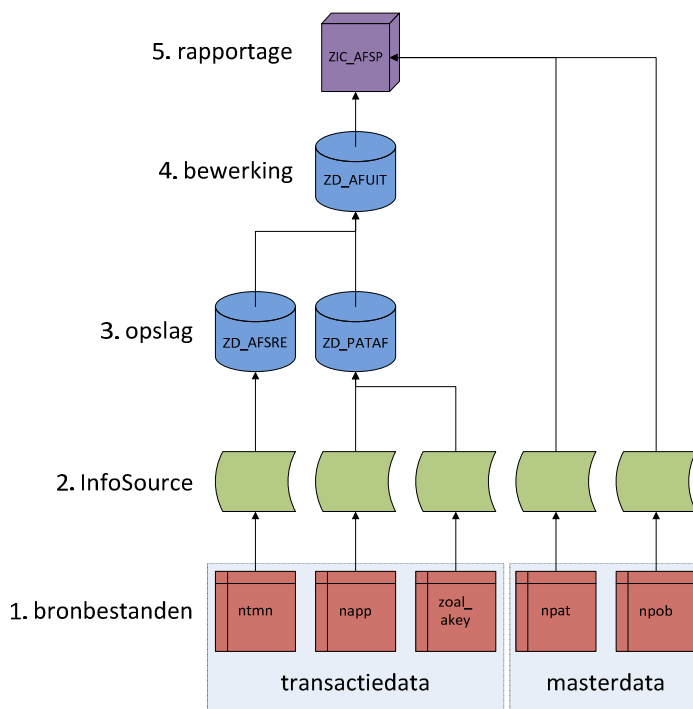 5. rapportage
ZIC_AFSP
4. bewerking
ZD_AFUIT
3. opslag
ZD_AFSRE
ZD_PATAF
2. InfoSource
1. bronbestanden
ntmn
napp
zoal_
akey
npat
npob
transactiedata
masterdata